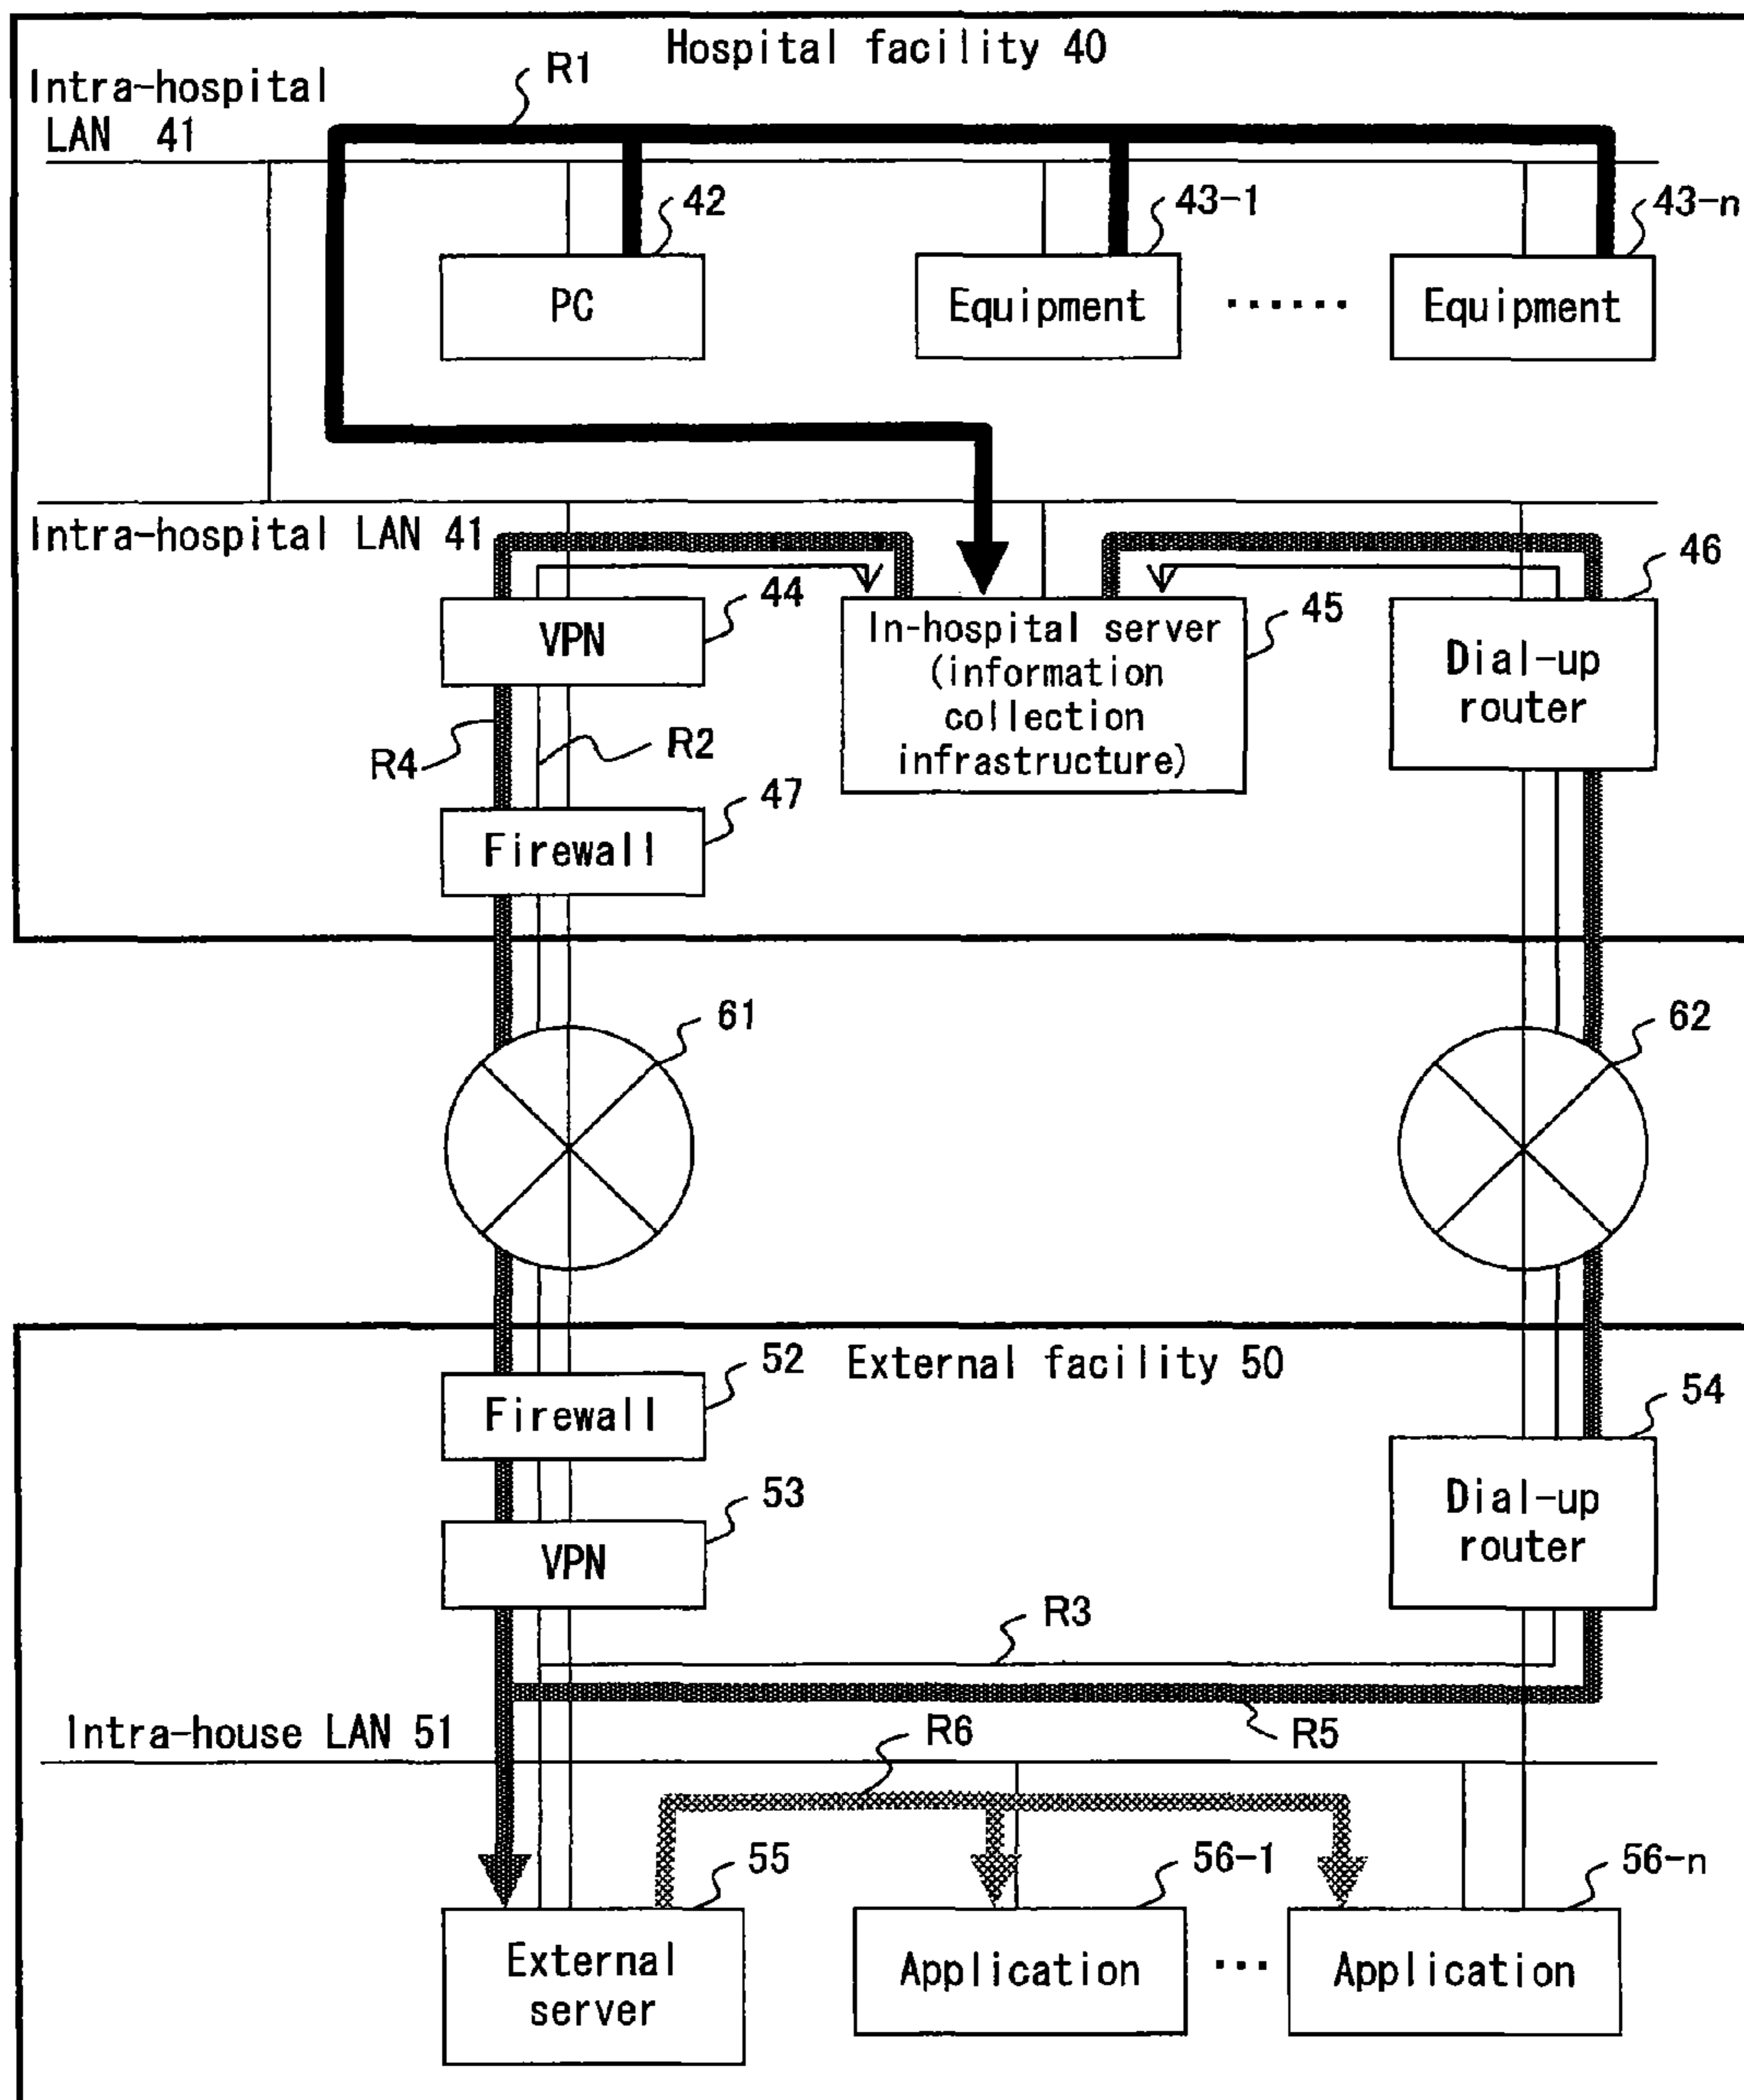 Hospital facility 40
R1
Intra-hospital
LAN 41
42
43-1
43-n
PC
Equipment
......
Equipment
Intra-hospital LAN 41
44
VPN
In-hospital server
(information
collection
infrastructure)
45
46
Dial-up
router
R4
R2
47
Firewall
61
62
External facility 50
52
Firewall
54
Dial-up
router
53
VPN
R3
R5
Intra-house LAN 51
R6
55
External
server
56-1
Application
...
56-n
Application